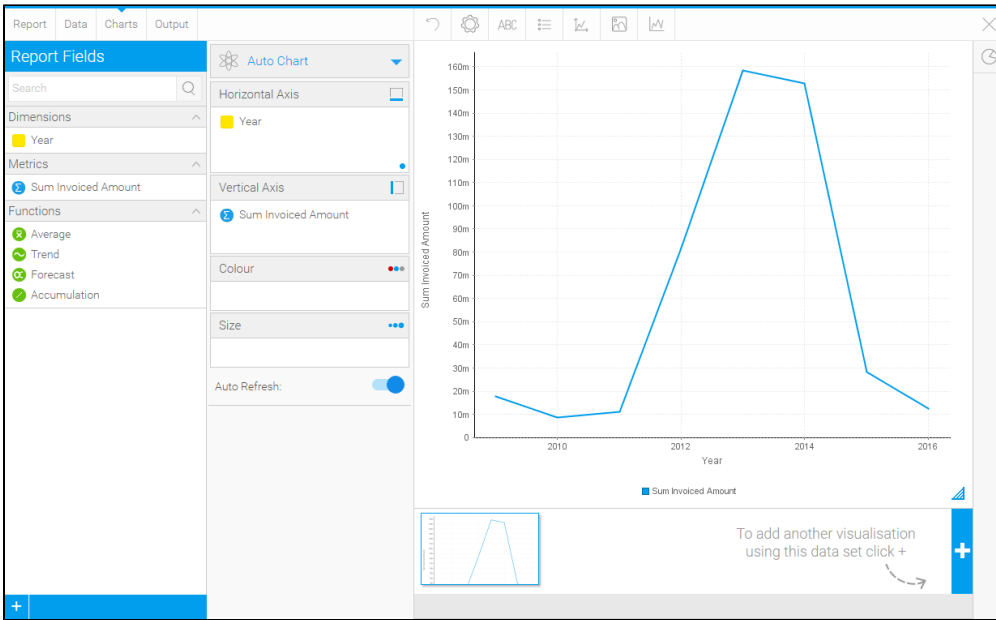 Report Data Charts Output
ABC
Report Fields
Search
Dimensions
Year
Metrics
Sum Invoiced Amount
Functions
Average
Trend
Forecast
Accumulation
Auto Chart
Horizontal Axis
Year
Vertical Axis
Sum Invoiced Amount
Colour
Size
Auto Refresh:
Sum Invoiced Amount
160m
150m
140m
130m
120m
110m
100m
90m
80m
70m
60m
50m
40m
30m
20m
10m
0
2010 2012 2014 2016
Year
Sum Invoiced Amount
To add another visualisation
using this data set click +